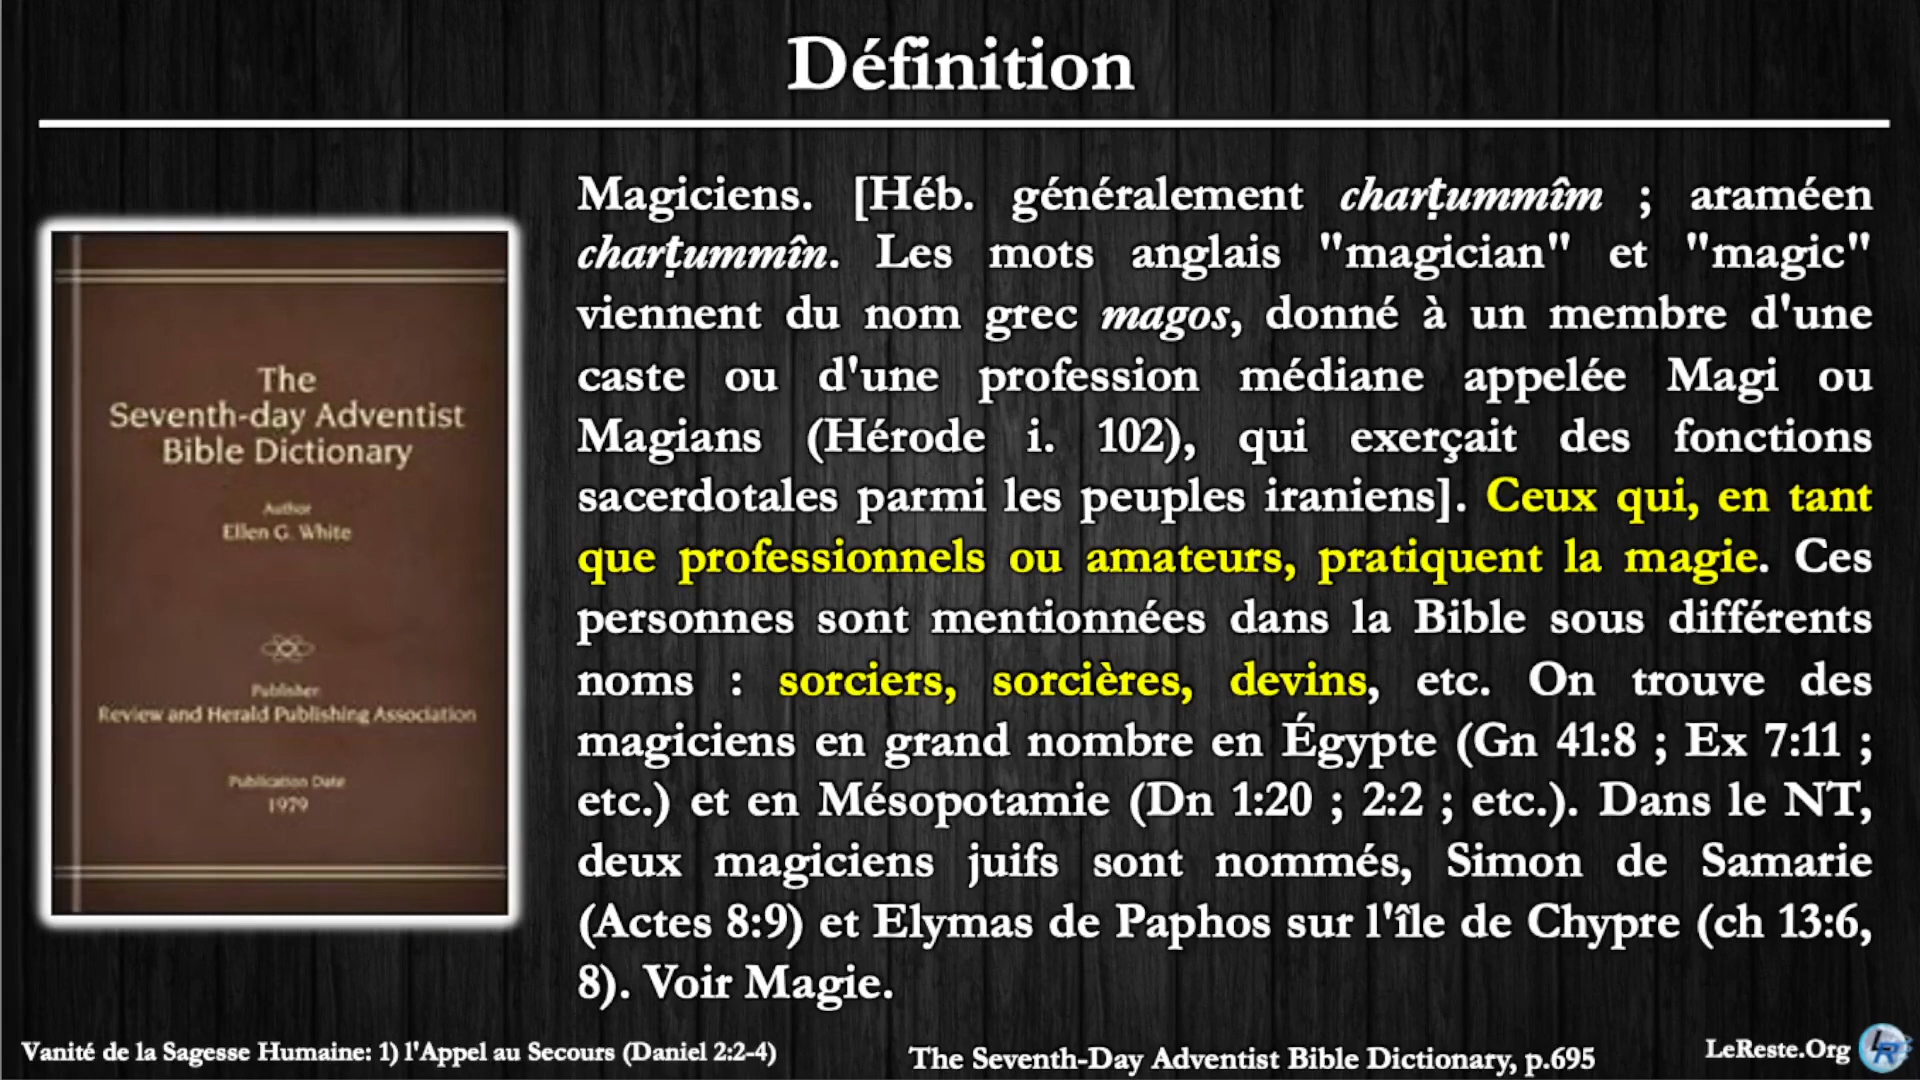 Définition
The
Seventh-day Adventist
Bible Dictionary
Author
Ellen G. White
Publisher
Review and Herald Publishing Association
Publication Date
1979
Magiciens. [Héb. généralement charṭummîm ; araméen
charṭummîn. Les mots anglais "magician" et "magic"
viennent du nom grec magos, donné à un membre d'une
caste ou d'une profession médiane appelée Magi ou
Magians (Hérode i. 102), qui exerçait des fonctions
sacerdotales parmi les peuples iraniens]. Ceux qui, en tant
que professionnels ou amateurs, pratiquent la magie. Ces
personnes sont mentionnées dans la Bible sous différents
noms : sorciers, sorcières, devins, etc. On trouve des
magiciens en grand nombre en Égypte (Gn 41:8 ; Ex 7:11 ;
etc.) et en Mésopotamie (Dn 1:20 ; 2:2 ; etc.). Dans le NT,
deux magiciens juifs sont nommés, Simon de Samarie
(Actes 8:9) et Elymas de Paphos sur l'île de Chypre (ch 13:6,
8). Voir Magie.
Vanité de la Sagesse Humaine: 1) l'Appel au Secours (Daniel 2:2-4)
The Seventh-Day Adventist Bible Dictionary, p.695
LeReste.Org
LR